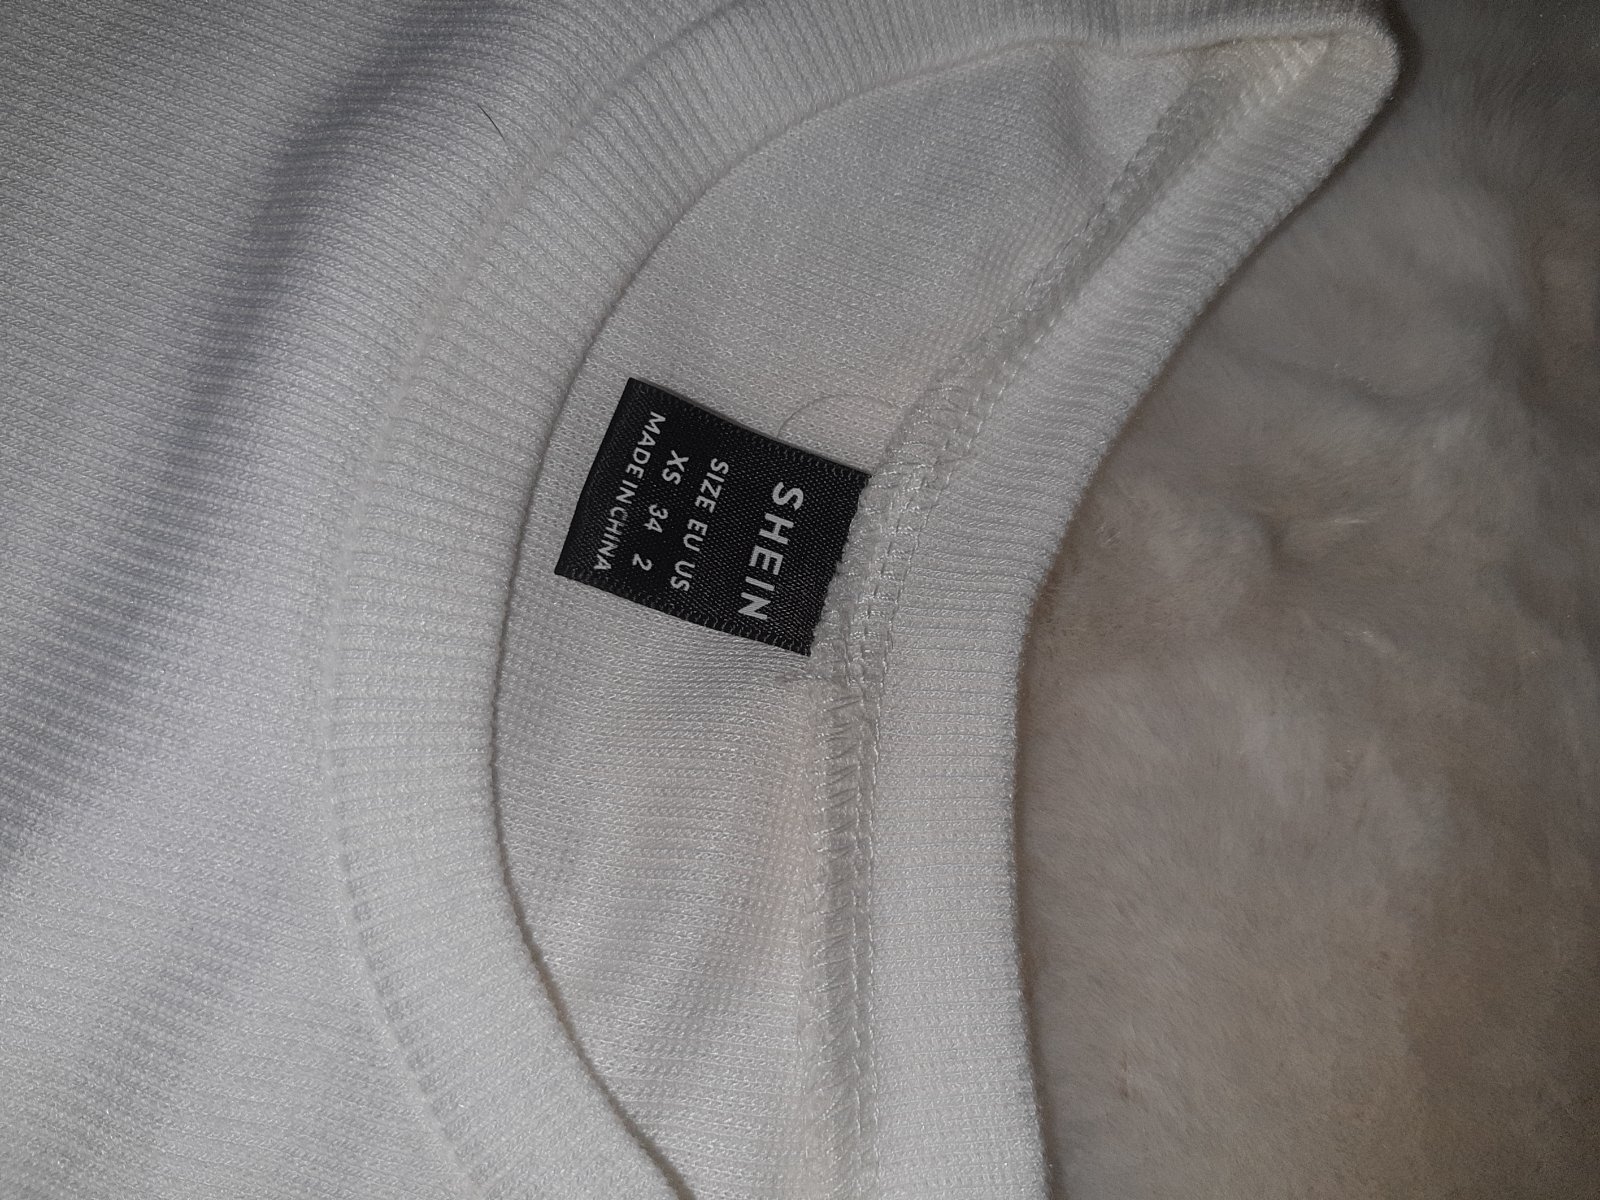 SHEIN
SIZE EU US
XS 34 2
MADE IN CHINA